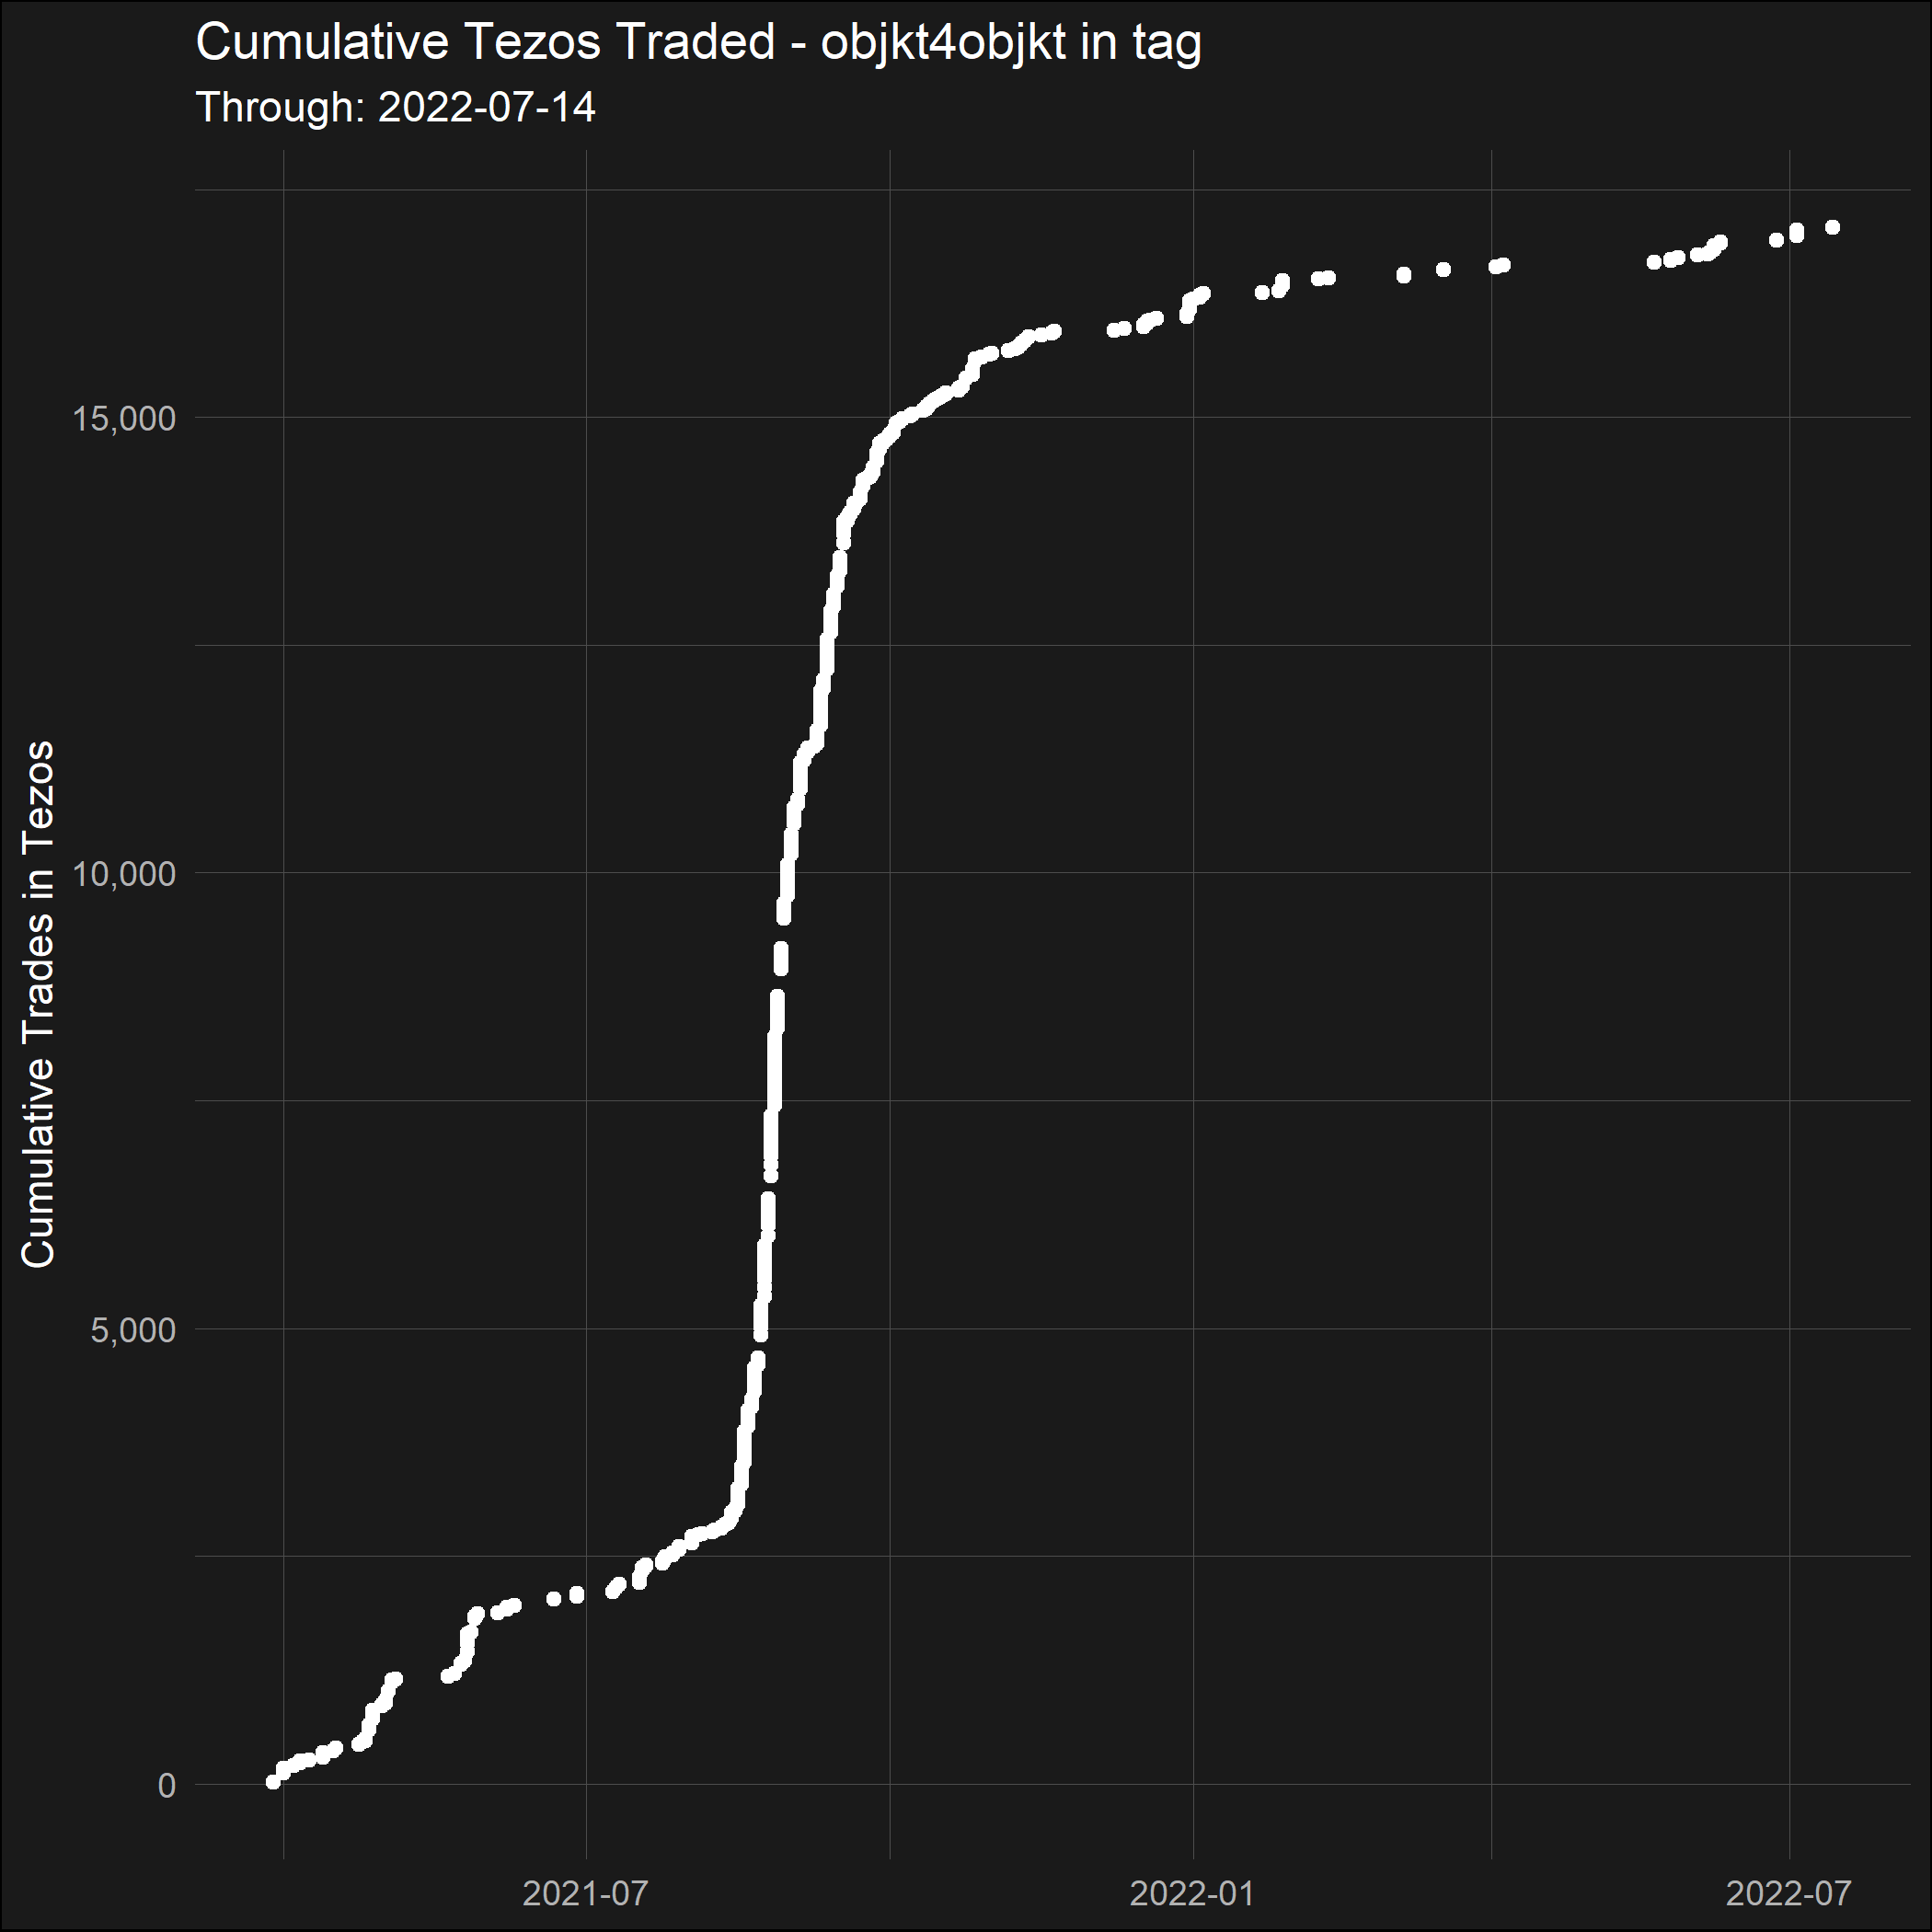 Cumulative Tezos Traded - objkt4objkt in tag
Through: 2022-07-14
Cumulative Trades in Tezos
15,000
10,000
5,000
0
2021-07
2022-01
2022-07